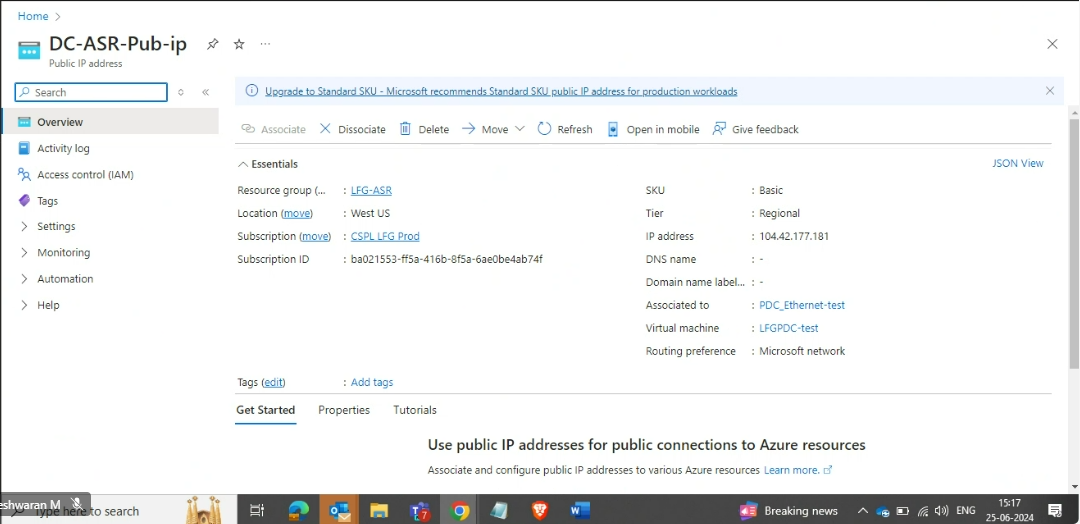 Home >
DC-ASR-Pub-ip ...
Public IP address
Search
Overview
Activity log
Access control (IAM)
Tags
Settings
Monitoring
Automation
Help
Upgrade to Standard SKU - Microsoft recommends Standard SKU public IP address for production workloads
Associate Dissociate Delete Move Refresh Open in mobile Give feedback
Essentials JSON View
Resource group (... : LFG-ASR
Location (move) : West US
Subscription (move) : CSPL LFG Prod
Subscription ID : ba021553-ff5a-416b-8f5a-6ae0be4ab74f
SKU : Basic
Tier : Regional
IP address : 104.42.177.181
DNS name : -
Domain name label... : -
Associated to : PDC_Ethernet-test
Virtual machine : LFGPDC-test
Routing preference : Microsoft network
Tags (edit) : Add tags
Get Started Properties Tutorials
Use public IP addresses for public connections to Azure resources
Associate and configure public IP addresses to various Azure resources Learn more.
eshwaran M
Type here to search
7
W
Breaking news
ENG
15:17
25-06-2024